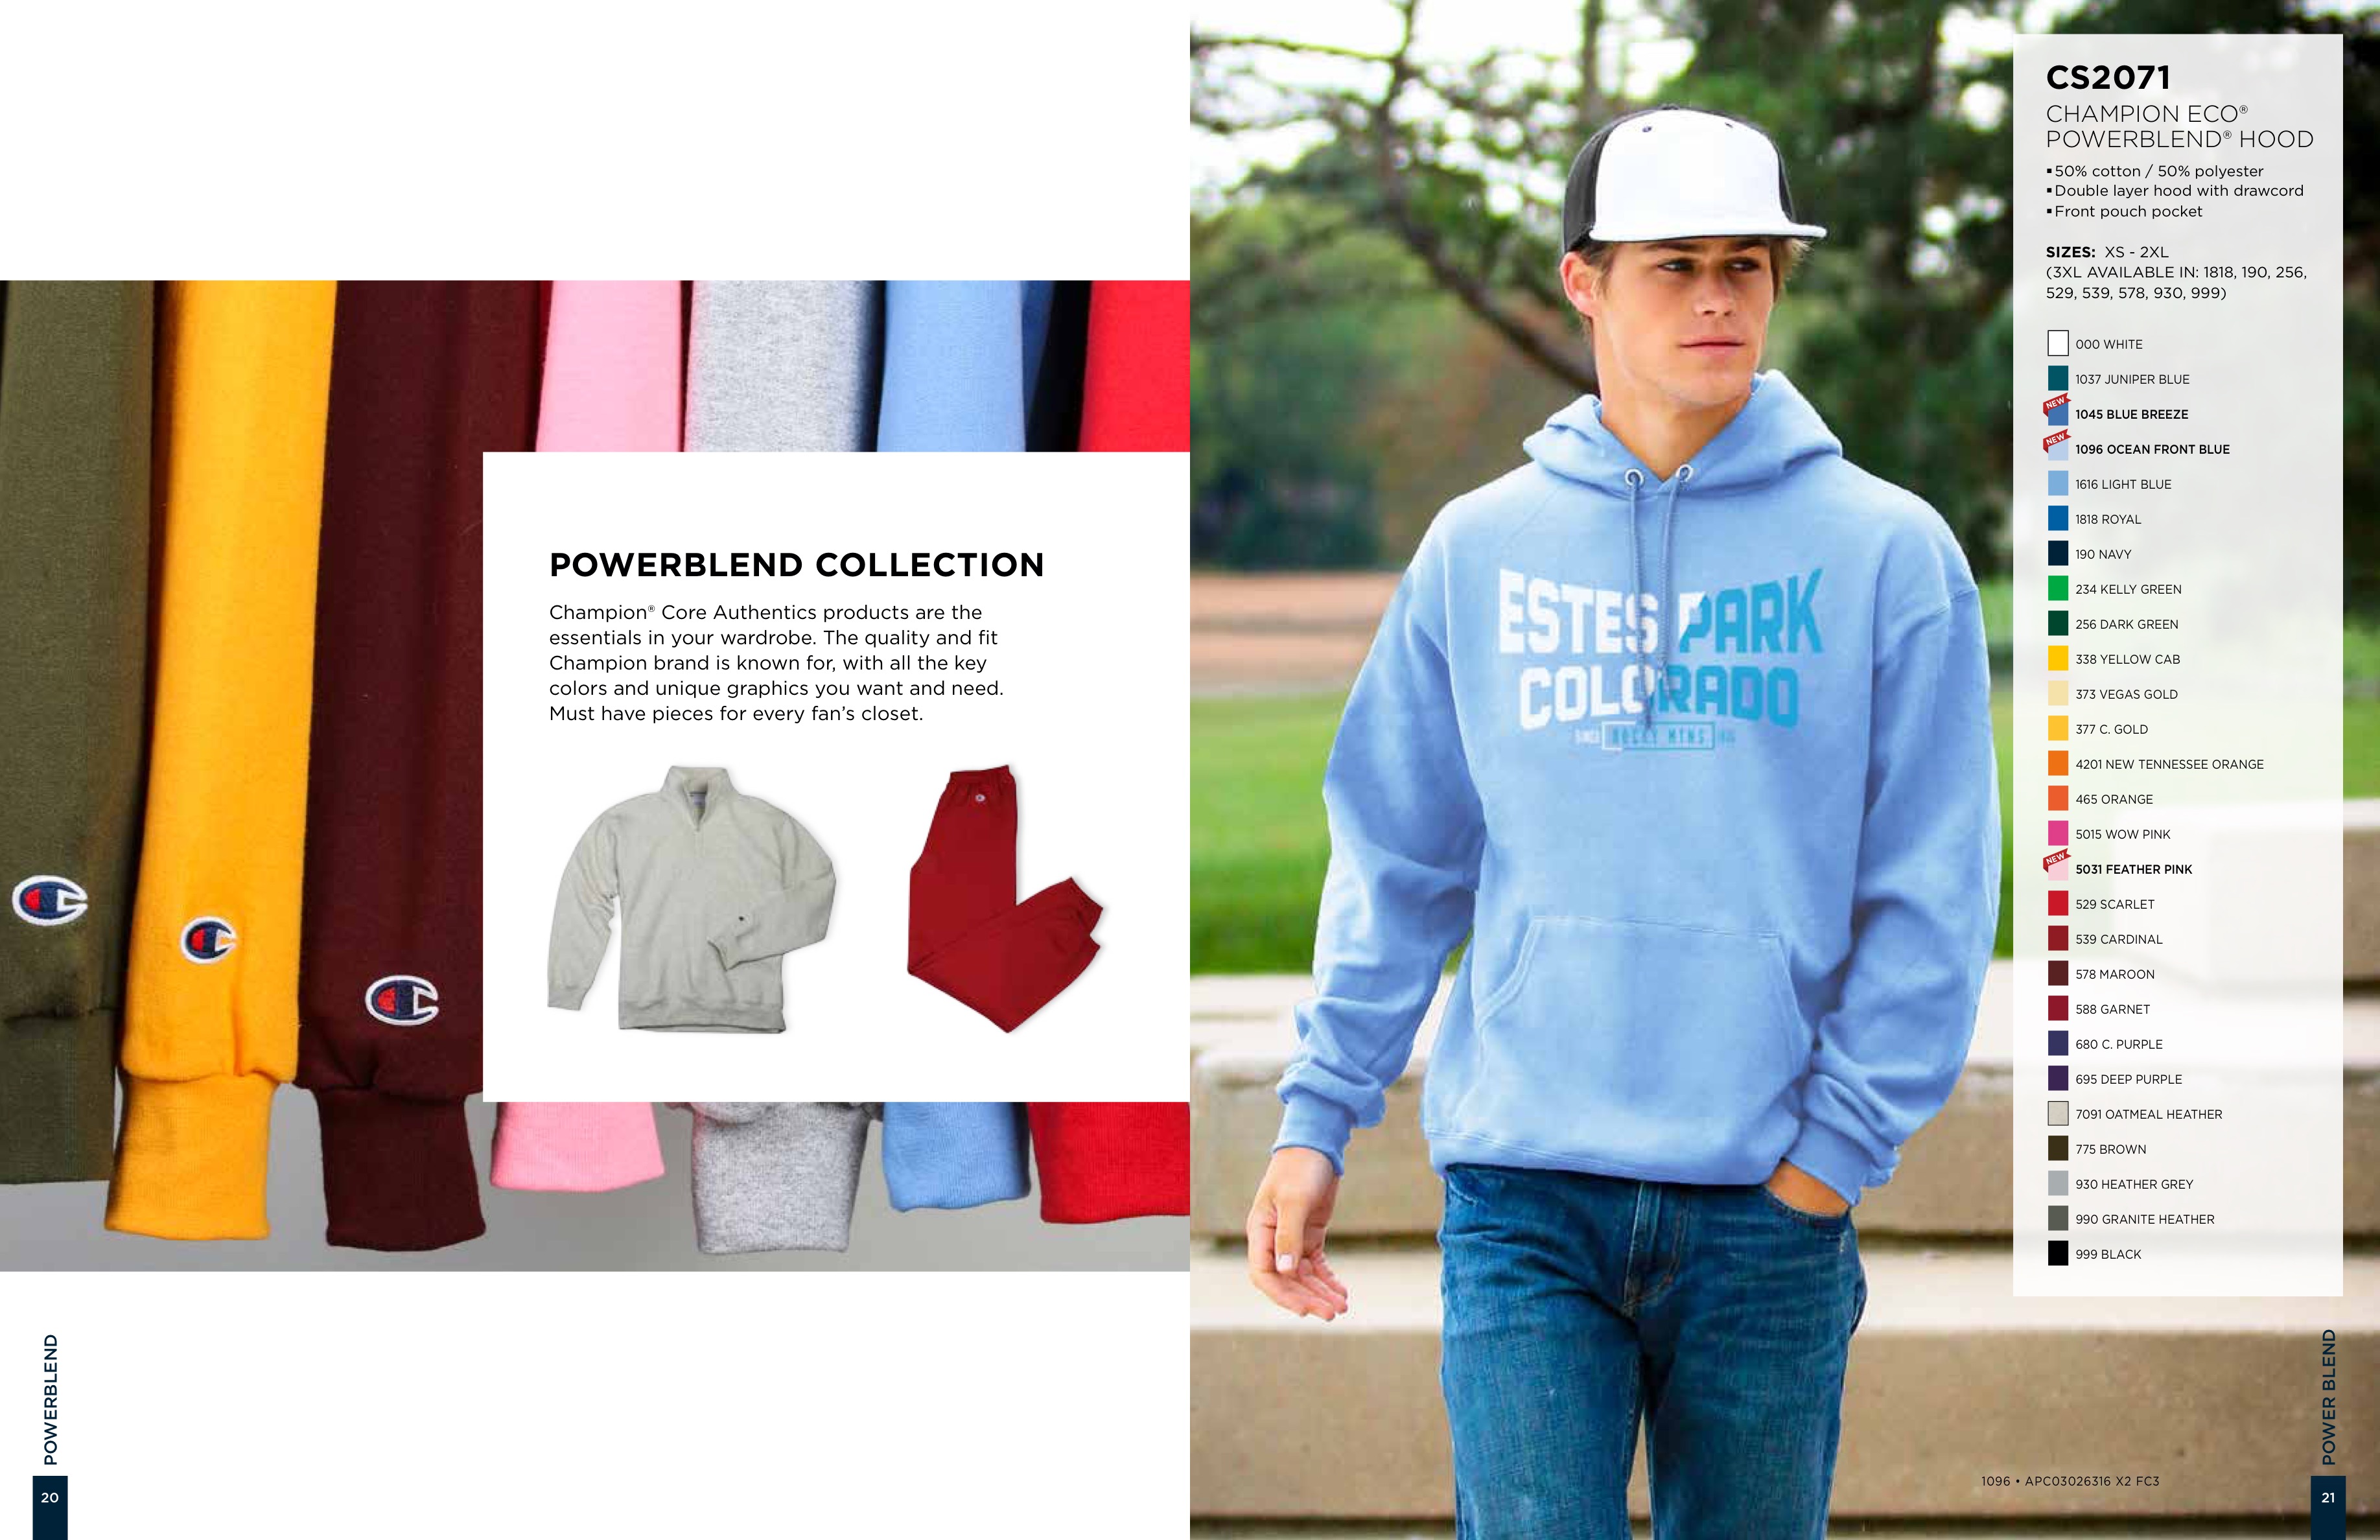 POWERBLEND COLLECTION
Champion® Core Authentics products are the
essentials in your wardrobe. The quality and fit
Champion brand is known for, with all the key
colors and unique graphics you want and need.
Must have pieces for every fan's closet.
POWERBLEND
20
ESTES PARK
COLORADO
SINCE ROCKY MTNS
CS2071
CHAMPION ECO®
POWERBLEND® HOOD
▪ 50% cotton / 50% polyester
▪ Double layer hood with drawcord
▪ Front pouch pocket
SIZES: XS - 2XL
(3XL AVAILABLE IN: 1818, 190, 256,
529, 539, 578, 930, 999)
000 WHITE
1037 JUNIPER BLUE
NEW
1045 BLUE BREEZE
NEW
1096 OCEAN FRONT BLUE
1616 LIGHT BLUE
1818 ROYAL
190 NAVY
234 KELLY GREEN
256 DARK GREEN
338 YELLOW CAB
373 VEGAS GOLD
377 C. GOLD
4201 NEW TENNESSEE ORANGE
465 ORANGE
5015 WOW PINK
NEW
5031 FEATHER PINK
529 SCARLET
539 CARDINAL
578 MAROON
588 GARNET
680 C. PURPLE
695 DEEP PURPLE
7091 OATMEAL HEATHER
775 BROWN
930 HEATHER GREY
990 GRANITE HEATHER
999 BLACK
1096 • APC03026316 X2 FC3
POWER BLEND
21